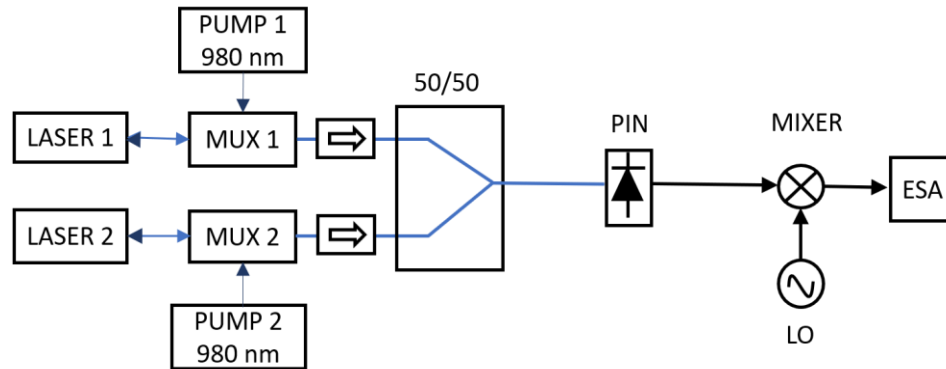 PUMP 1
980 nm
50/50
LASER 1
MUX 1
PIN
MIXER
ESA
LASER 2
MUX 2
PUMP 2
980 nm
LO